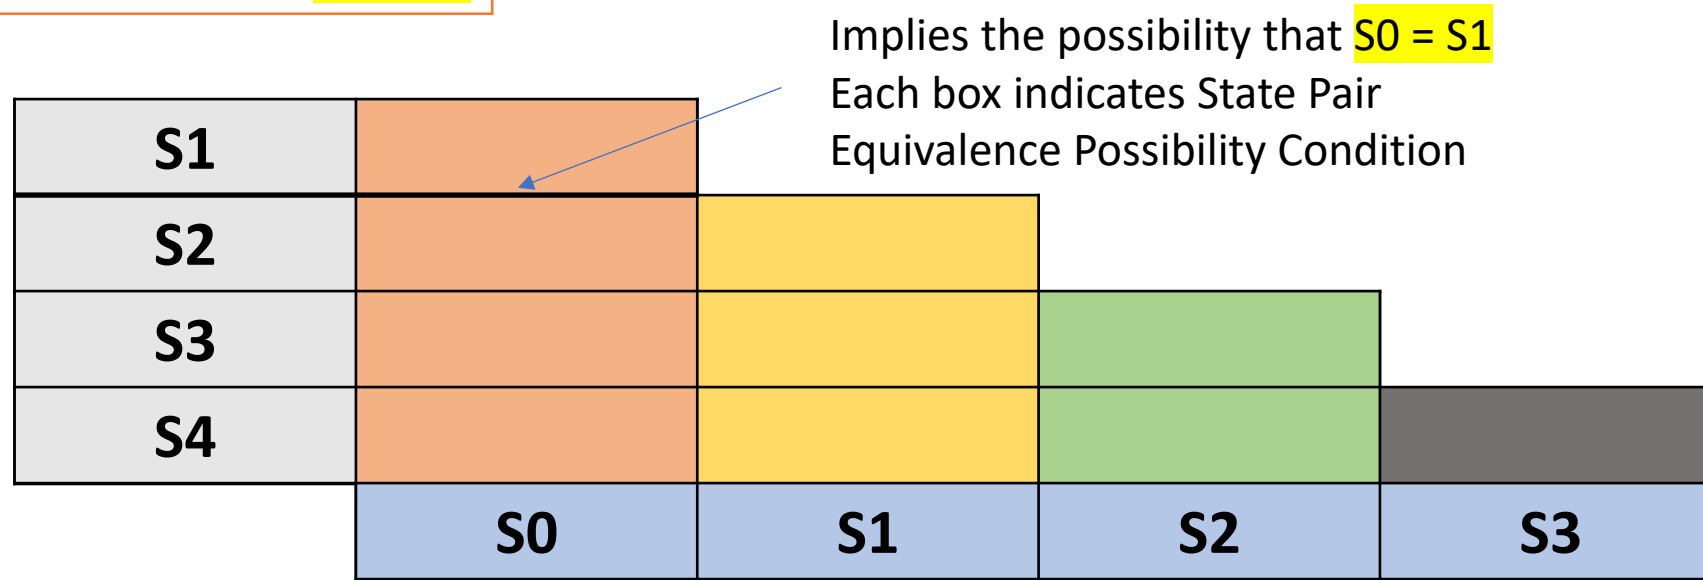 Implies the possibility that S0 = S1
Each box indicates State Pair
Equivalence Possibility Condition
S1
S2
S3
S4
S0 S1 S2 S3